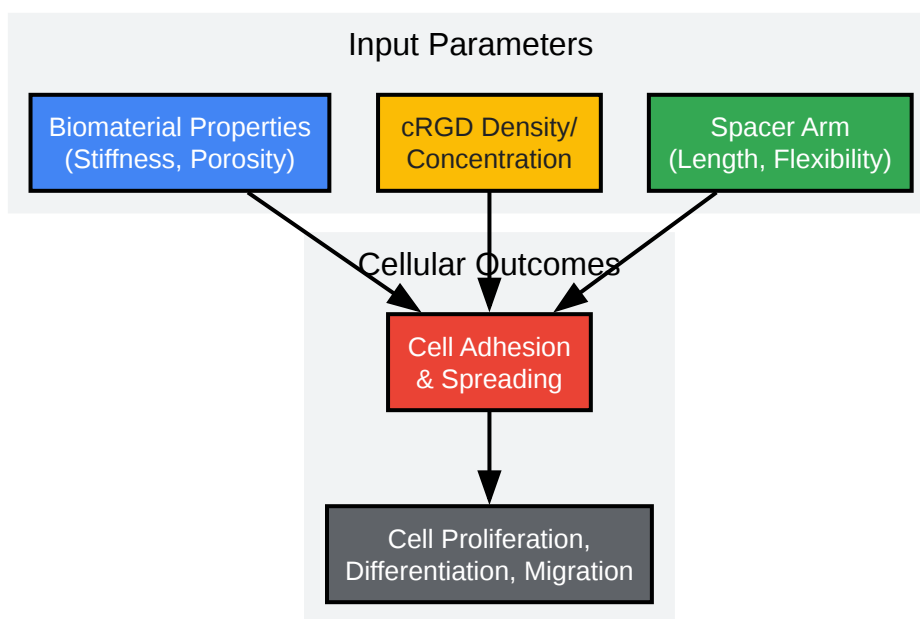 Input Parameters
Biomaterial Properties
(Stiffness, Porosity)
cRGD Density/
Concentration
Spacer Arm
(Length, Flexibility)
Cellular Outcomes
Cell Adhesion
& Spreading
Cell Proliferation,
Differentiation, Migration